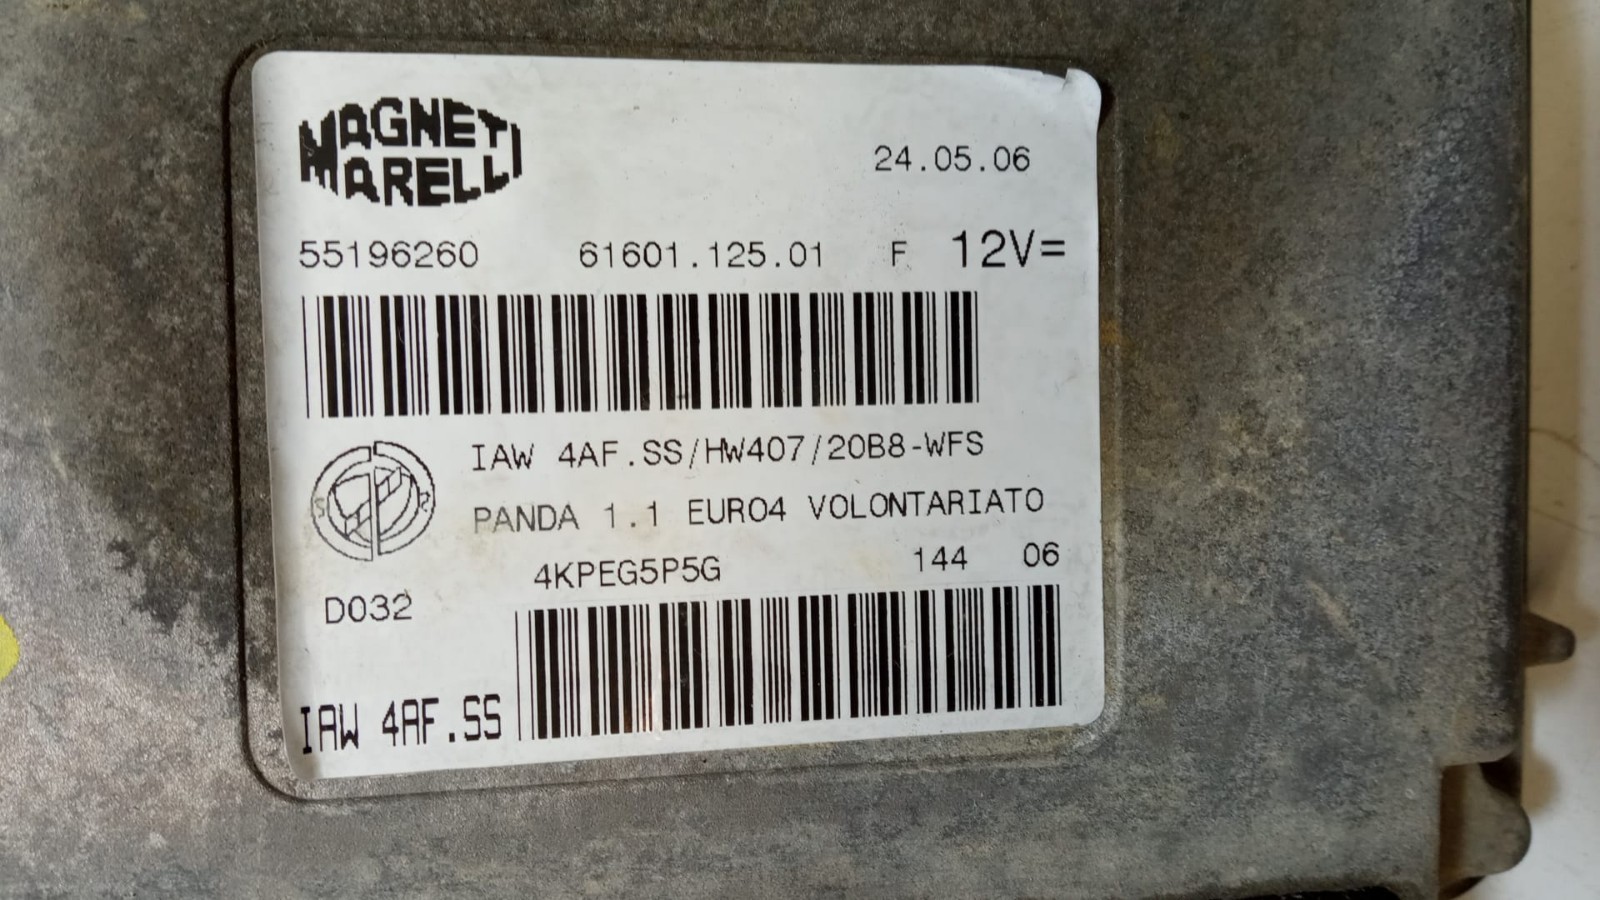 MAGNETI
MARELLI
24.05.06
55196260 61601.125.01 F 12V=
IAW 4AF.SS/HW407/20B8-WFS
PANDA 1.1 EURO4 VOLONTARIATO
4KPEG5P5G 144 06
D032
IAW 4AF.SS